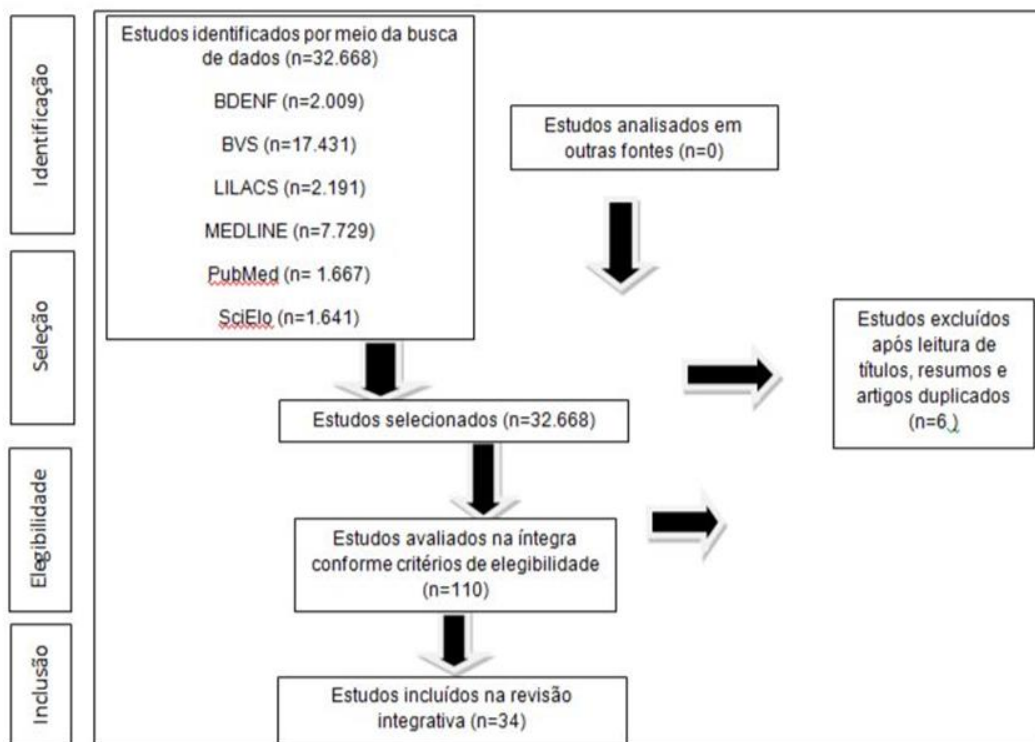 Identificação
Estudos identificados por meio da busca
de dados (n=32.668)
BDENF (n=2.009)
BVS (n=17.431)
LILACS (n=2.191)
MEDLINE (n=7.729)
PubMed (n= 1.667)
SciElo (n=1.641)
Estudos analisados em
outras fontes (n=0)
Seleção
Estudos excluídos
após leitura de
títulos, resumos e
artigos duplicados
(n=6,)
Estudos selecionados (n=32.668)
Elegibilidade
Estudos avaliados na íntegra
conforme critérios de elegibilidade
(n=110)
Inclusão
Estudos incluídos na revisão
integrativa (n=34)